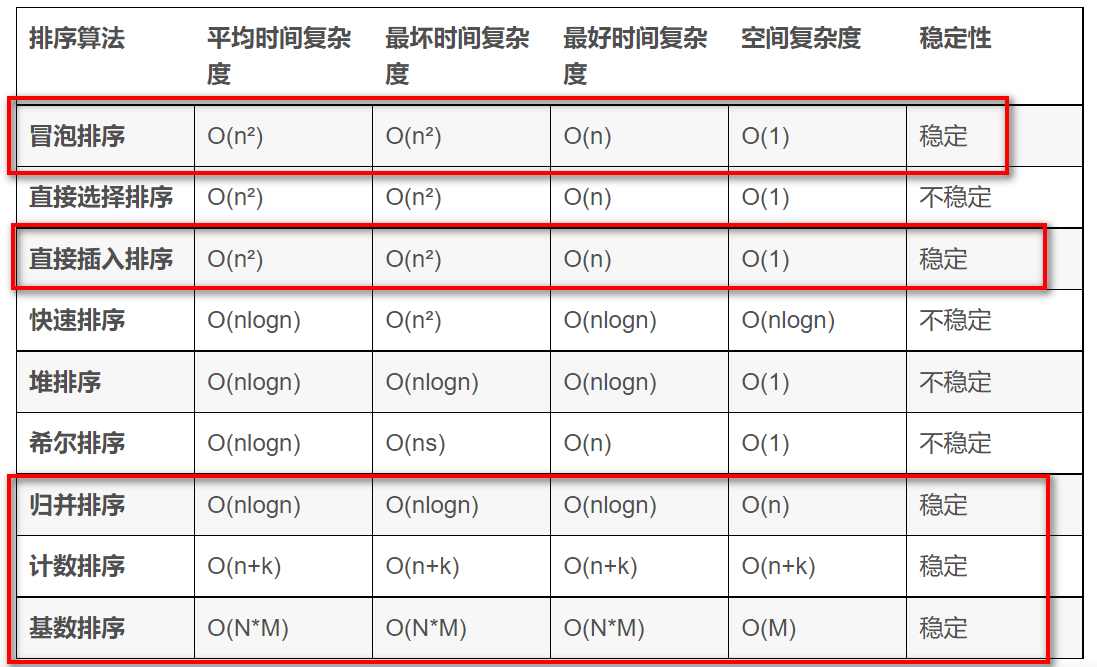 排序算法 平均时间复杂度 最坏时间复杂度 最好时间复杂度 空间复杂度 稳定性
冒泡排序 O(n²) O(n²) O(n) O(1) 稳定
直接选择排序 O(n²) O(n²) O(n) O(1) 不稳定
直接插入排序 O(n²) O(n²) O(n) O(1) 稳定
快速排序 O(nlogn) O(n²) O(nlogn) O(nlogn) 不稳定
堆排序 O(nlogn) O(nlogn) O(nlogn) O(1) 不稳定
希尔排序 O(nlogn) O(ns) O(n) O(1) 不稳定
归并排序 O(nlogn) O(nlogn) O(nlogn) O(n) 稳定
计数排序 O(n+k) O(n+k) O(n+k) O(n+k) 稳定
基数排序 O(N*M) O(N*M) O(N*M) O(M) 稳定